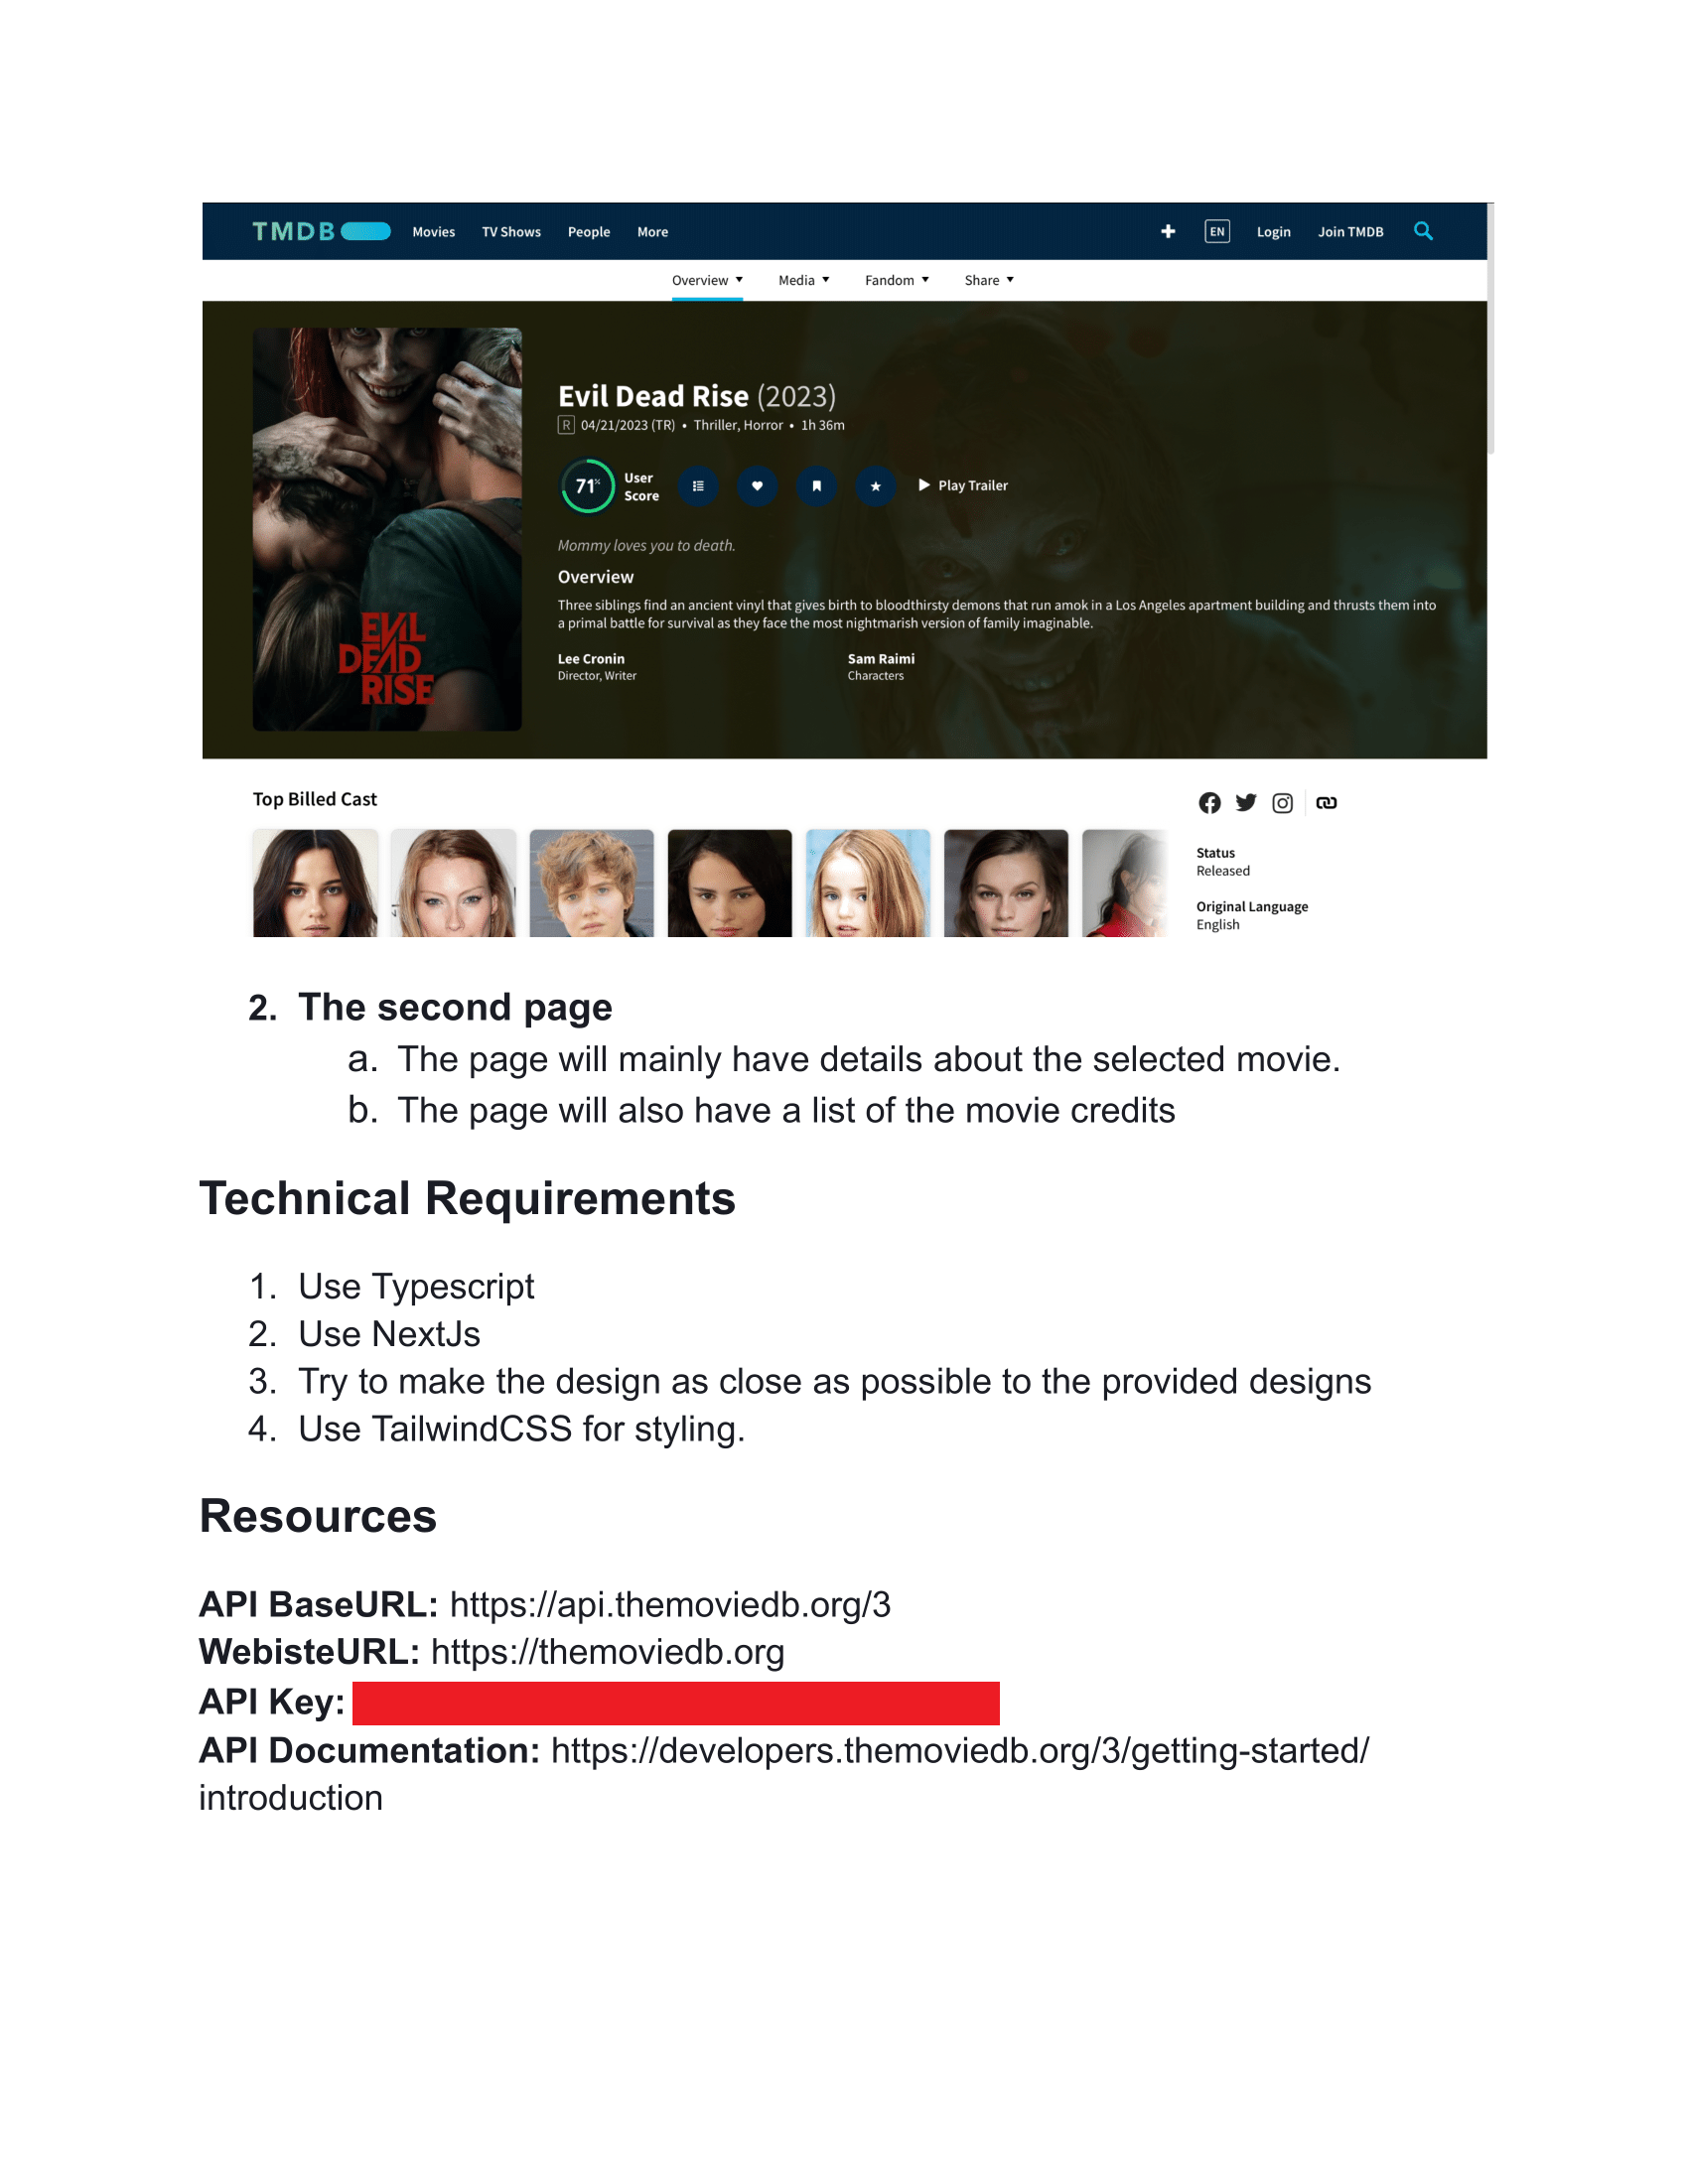 TMDB Movies TV Shows People More EN Login Join TMDB
Overview Media Fandom Share
Evil Dead Rise (2023)
R 04/21/2023 (TR) • Thriller, Horror • 1h 36m
71% User Score Play Trailer
Mommy loves you to death.
Overview
Three siblings find an ancient vinyl that gives birth to bloodthirsty demons that run amok in a Los Angeles apartment building and thrusts them into
a primal battle for survival as they face the most nightmarish version of family imaginable.
Lee Cronin Sam Raimi
Director, Writer Characters
EVIL
DEAD
RISE
Top Billed Cast
Status
Released
Original Language
English
2. The second page
a. The page will mainly have details about the selected movie.
b. The page will also have a list of the movie credits
Technical Requirements
1. Use Typescript
2. Use NextJs
3. Try to make the design as close as possible to the provided designs
4. Use TailwindCSS for styling.
Resources
API BaseURL: https://api.themoviedb.org/3
WebisteURL: https://themoviedb.org
API Key:
API Documentation: https://developers.themoviedb.org/3/getting-started/
introduction